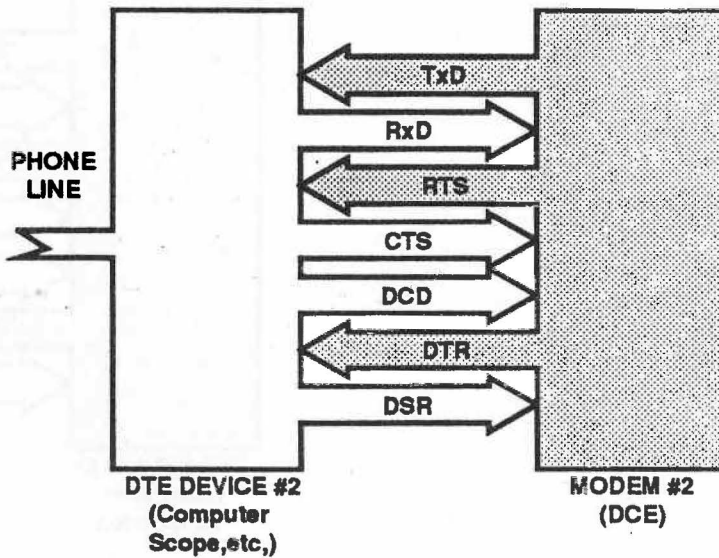 TxD
RxD
PHONE
LINE
RTS
CTS
DCD
DTR
DSR
DTE DEVICE #2
(Computer
Scope,etc,)
MODEM #2
(DCE)